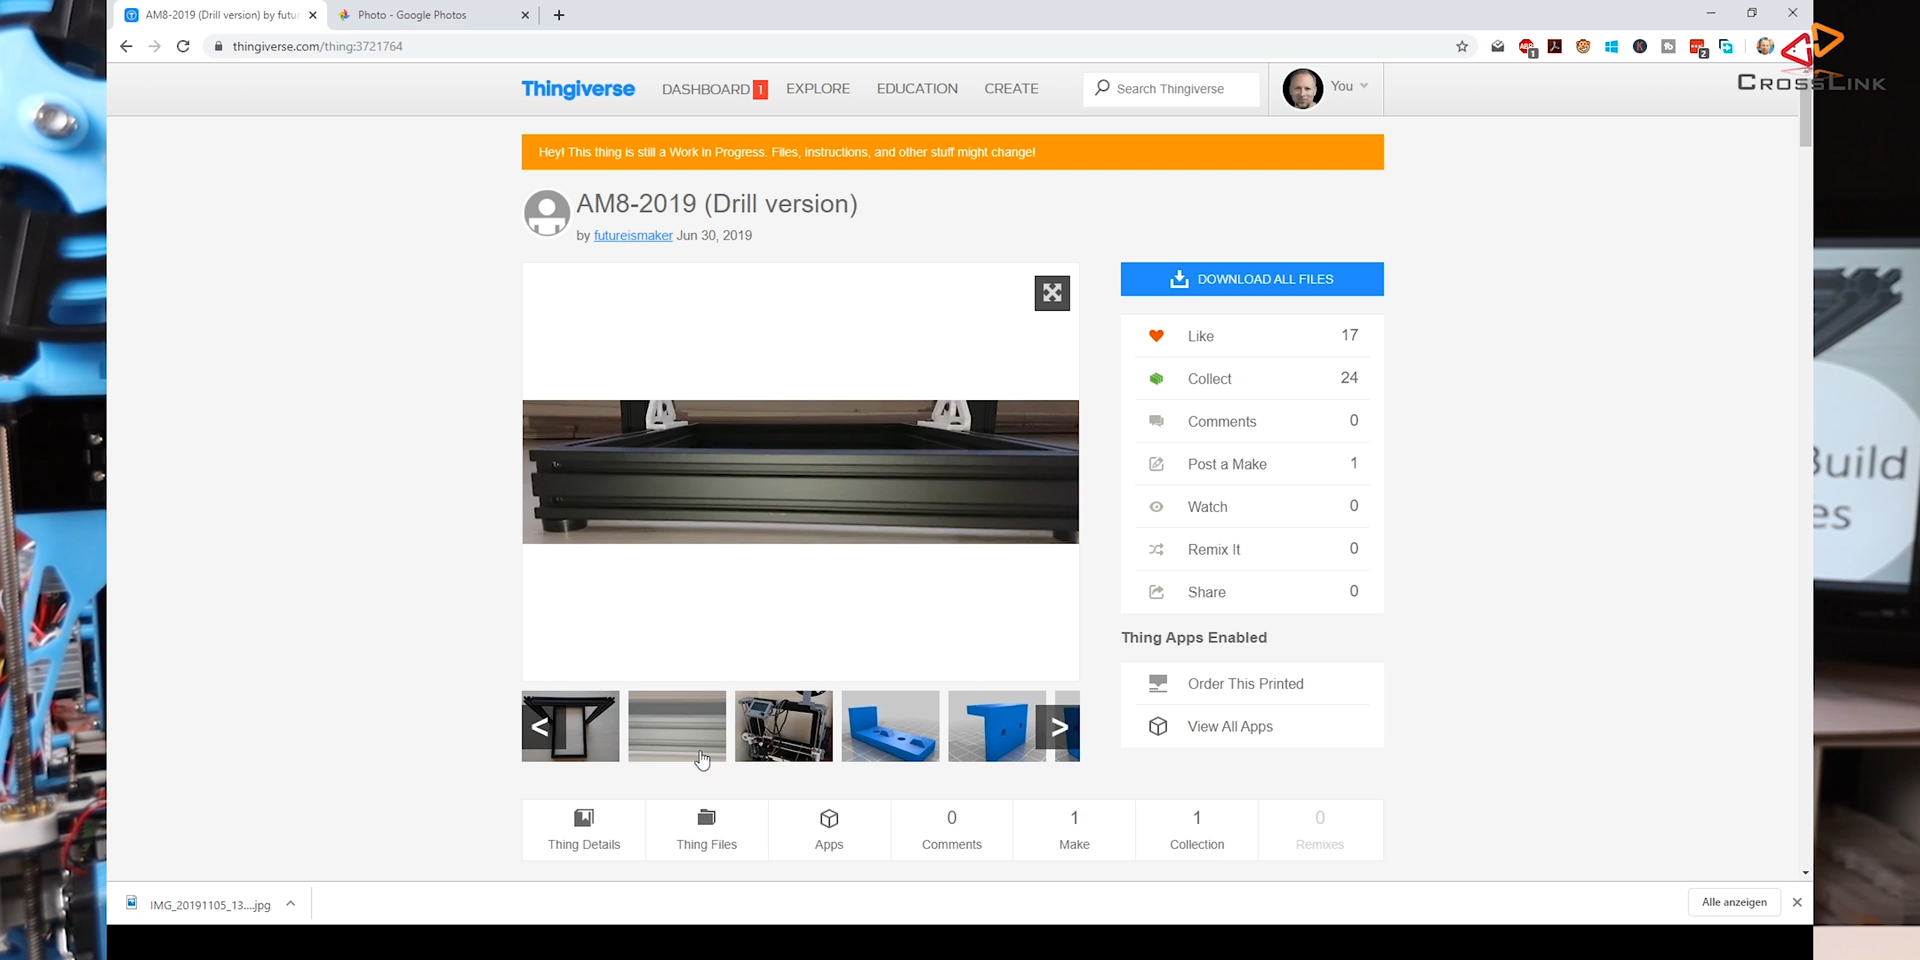 AM8-2019 (Drill version) by futur
Photo - Google Photos
thingiverse.com/thing:3721764
CROSSLINK
Thingiverse
DASHBOARD 1
EXPLORE
EDUCATION
CREATE
Search Thingiverse
You
Hey! This thing is still a Work in Progress. Files, instructions, and other stuff might change!
AM8-2019 (Drill version)
by futureismaker Jun 30, 2019
DOWNLOAD ALL FILES
Like 17
Collect 24
Comments 0
Post a Make 1
Watch 0
Remix It 0
Share 0
Thing Apps Enabled
Order This Printed
View All Apps
Thing Details
Thing Files
Apps
0
Comments
1
Make
1
Collection
0
Remixes
Build
es
IMG_20191105_13....jpg
Alle anzeigen